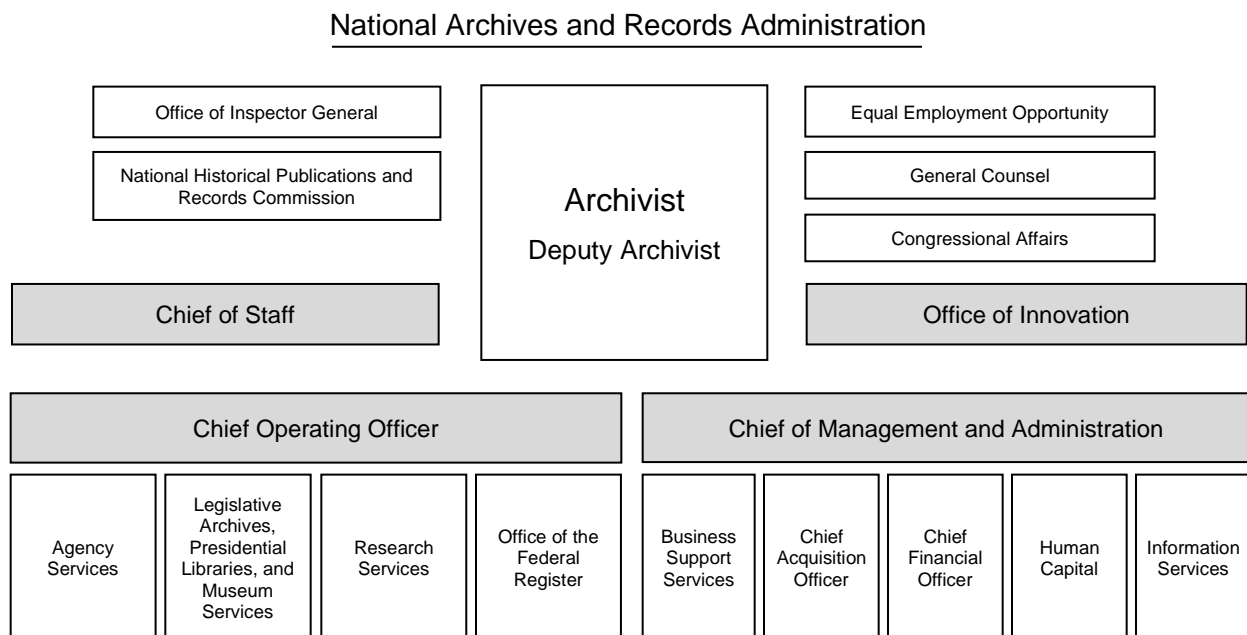 National Archives and Records Administration
Office of Inspector General
National Historical Publications and
Records Commission
Archivist
Deputy Archivist
Equal Employment Opportunity
General Counsel
Congressional Affairs
Chief of Staff
Office of Innovation
Chief Operating Officer
Chief of Management and Administration
Agency
Services
Legislative
Archives,
Presidential
Libraries, and
Museum
Services
Research
Services
Office of the
Federal
Register
Business
Support
Services
Chief
Acquisition
Officer
Chief
Financial
Officer
Human
Capital
Information
Services